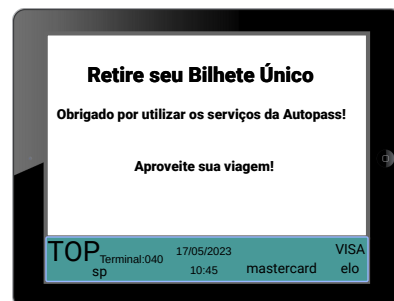 Retire seu Bilhete Único
Obrigado por utilizar os serviços da Autopass!
Aproveite sua viagem!
TOP Terminal:040 17/05/2023 VISA
sp 10:45 mastercard elo